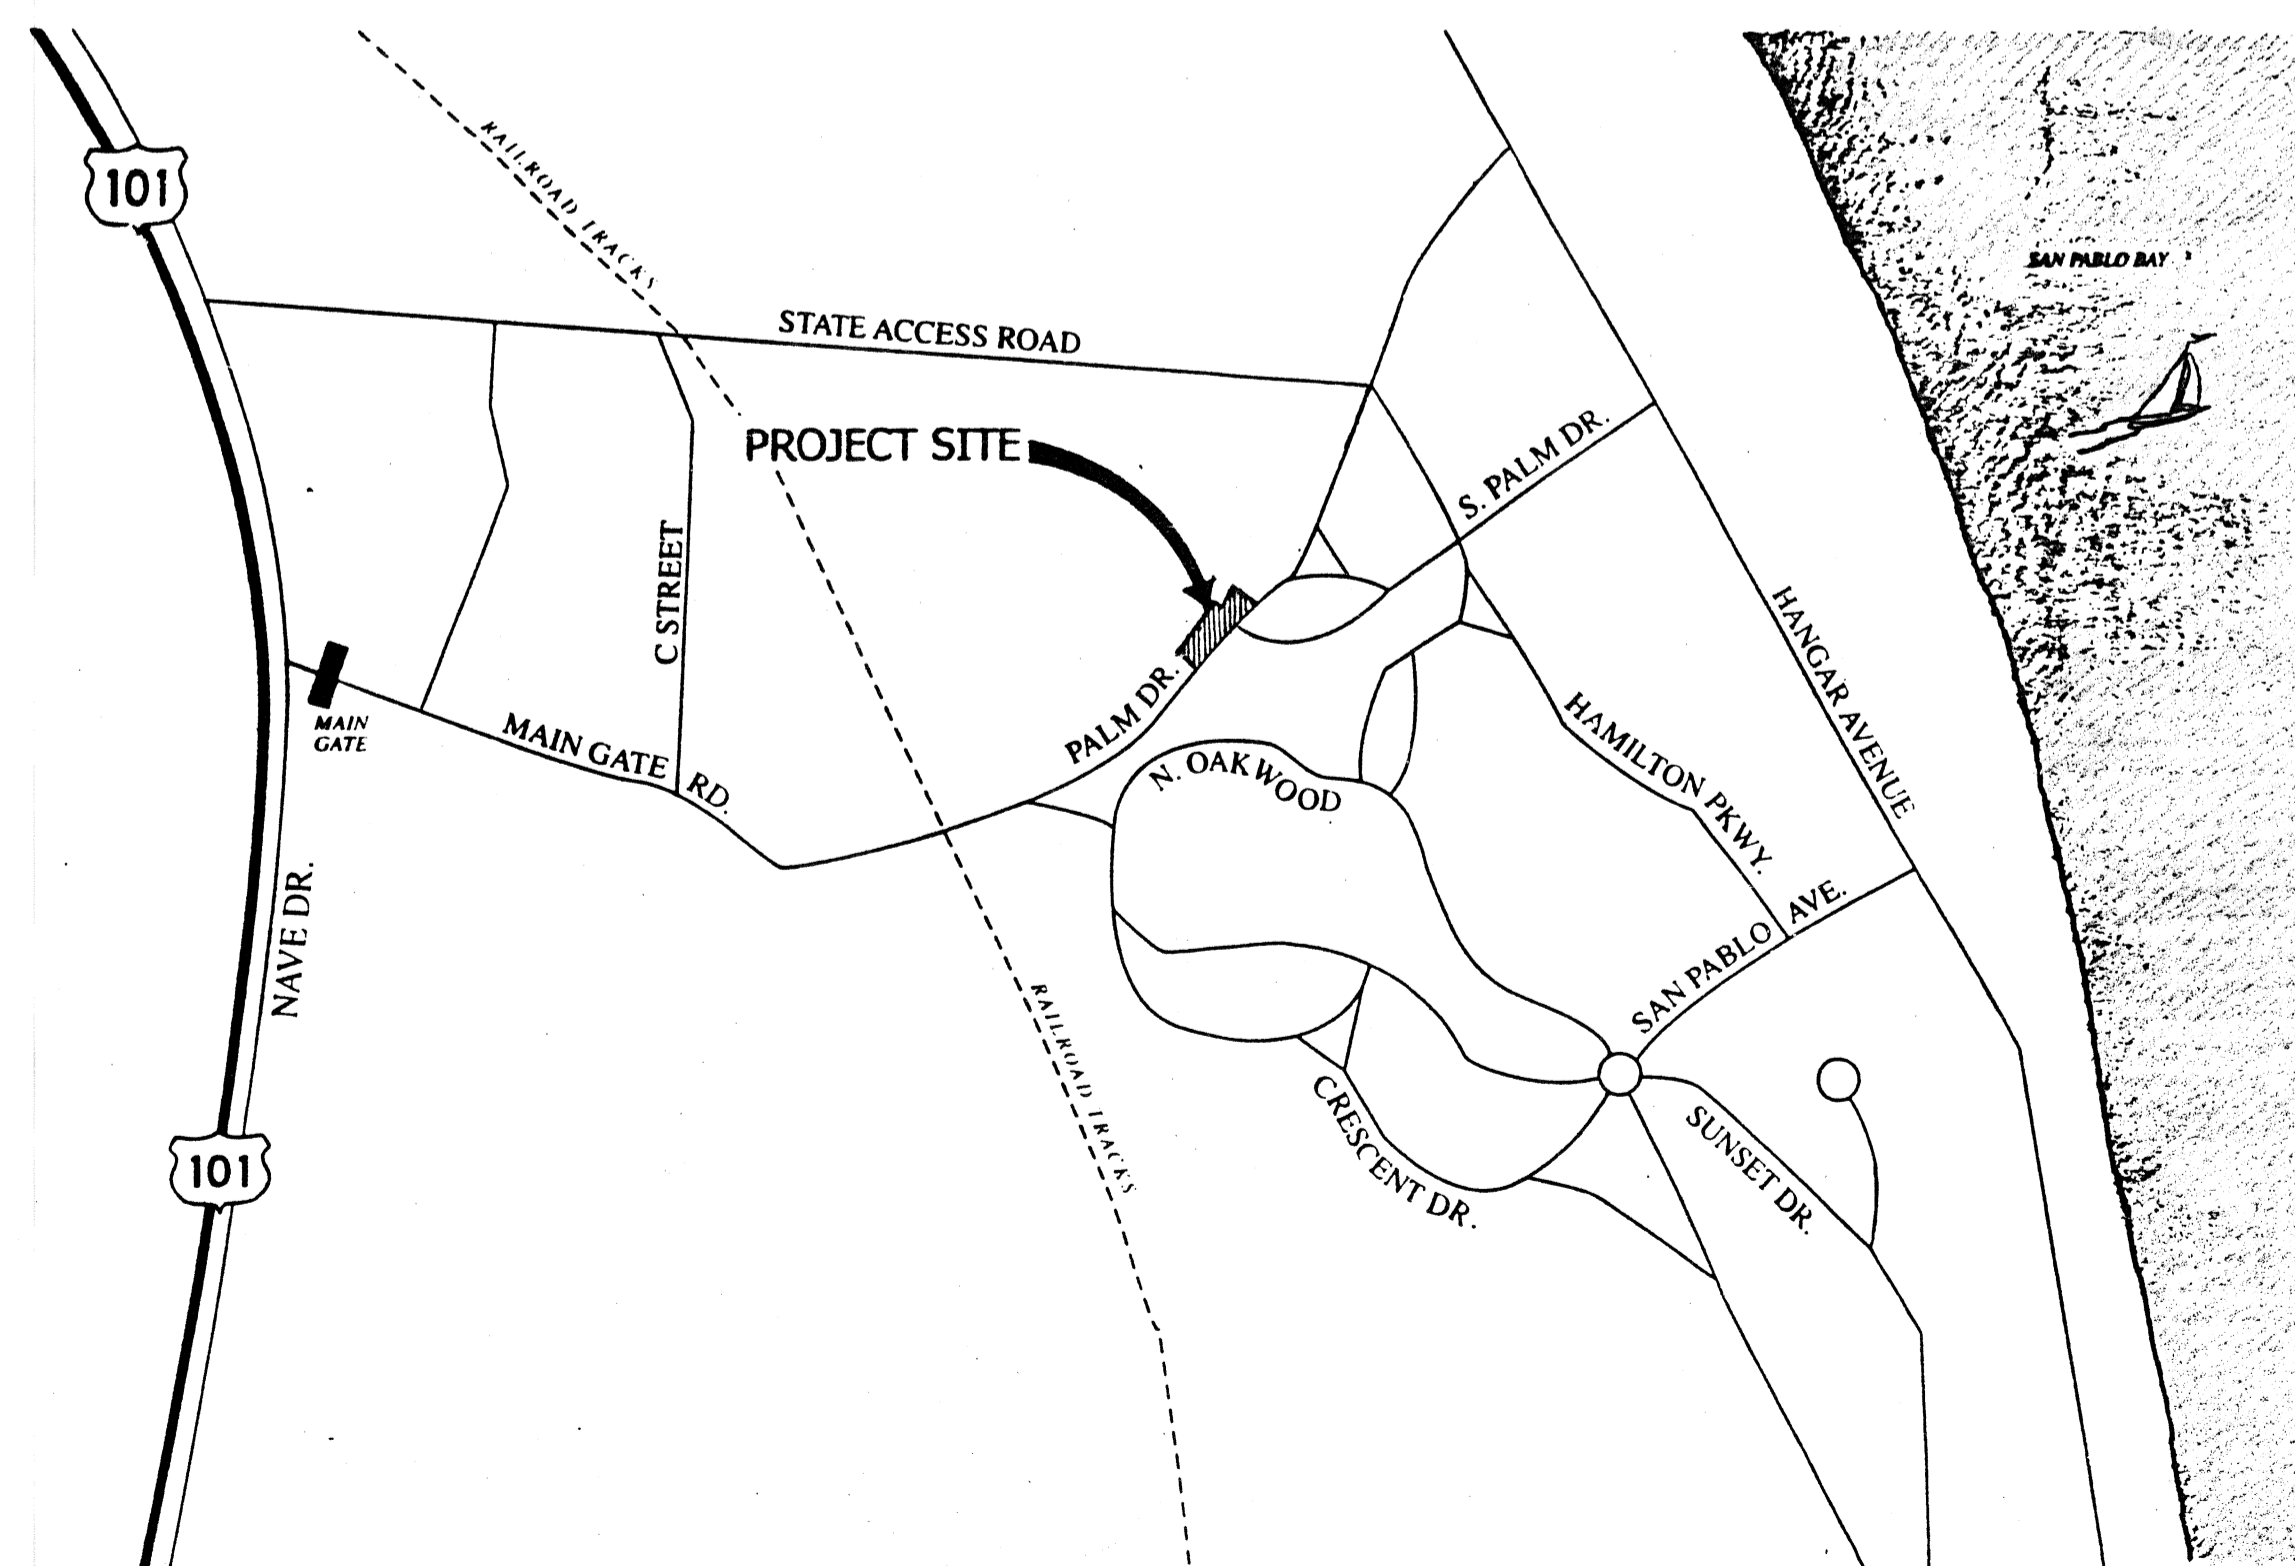 101
RAILROAD TRACKS
SAN PABLO BAY
STATE ACCESS ROAD
PROJECT SITE
S. PALM DR.
C STREET
HANGAR AVENUE
MAIN
GATE
MAIN GATE RD.
PALM DR.
N. OAKWOOD
HAMILTON PKWY.
NAVE DR.
SAN PABLO AVE.
RAILROAD TRACKS
CRESCENT DR.
SUNSET DR.
101